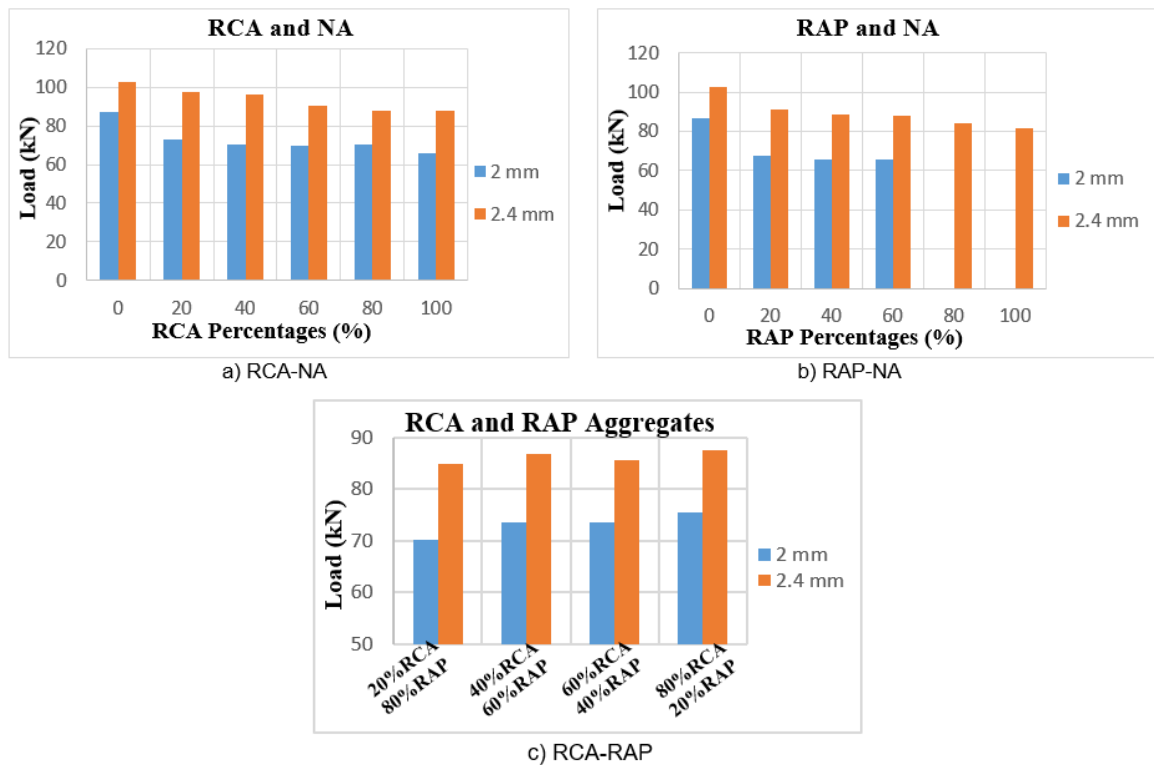 RCA and NA
120
100
80
60
40
20
0
Load (kN)
0 20 40 60 80 100
RCA Percentages (%)
2 mm
2.4 mm
a) RCA-NA
RAP and NA
120
100
80
60
40
20
0
Load (kN)
0 20 40 60 80 100
RAP Percentages (%)
2 mm
2.4 mm
b) RAP-NA
RCA and RAP Aggregates
90
80
70
60
50
Load (kN)
20%RCA
80%RAP
40%RCA
60%RAP
60%RCA
40%RAP
80%RCA
20%RAP
2 mm
2.4 mm
c) RCA-RAP